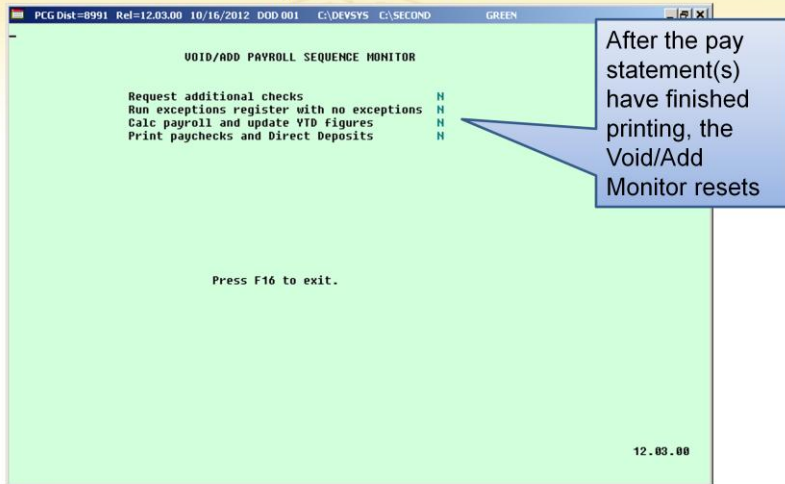 PCG Dist=8991 Rel=12.03.00 10/16/2012 DOD 001 C:\DEVSYS C:\SECOND GREEN
VOID/ADD PAYROLL SEQUENCE MONITOR
Request additional checks N
Run exceptions register with no exceptions N
Calc payroll and update YTD figures N
Print paychecks and Direct Deposits N
Press F16 to exit.
12.03.00
After the pay
statement(s)
have finished
printing, the
Void/Add
Monitor resets